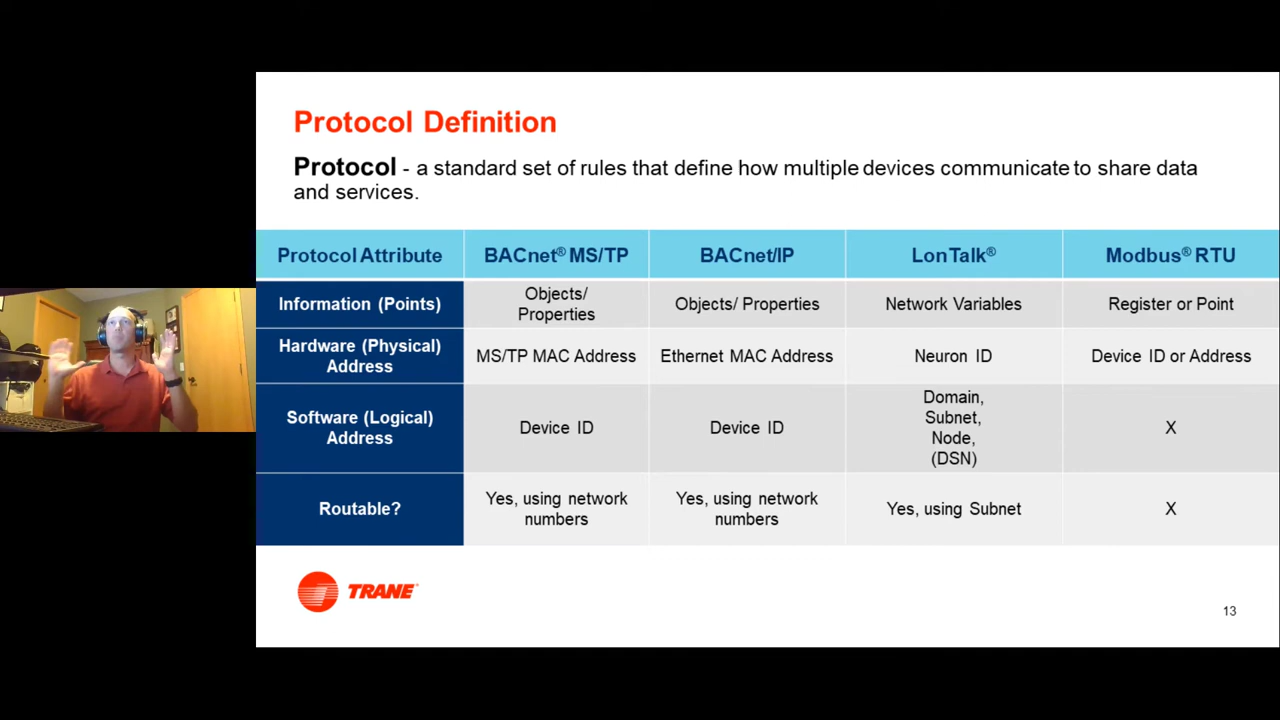 Protocol Definition
Protocol - a standard set of rules that define how multiple devices communicate to share data
and services.
Protocol Attribute
BACnet® MS/TP
BACnet/IP
LonTalk®
Modbus® RTU
Information (Points)
Objects/
Properties
Objects/ Properties
Network Variables
Register or Point
Hardware (Physical)
Address
MS/TP MAC Address
Ethernet MAC Address
Neuron ID
Device ID or Address
Software (Logical)
Address
Device ID
Device ID
Domain,
Subnet,
Node,
(DSN)
X
Routable?
Yes, using network
numbers
Yes, using network
numbers
Yes, using Subnet
X
TRANE
13